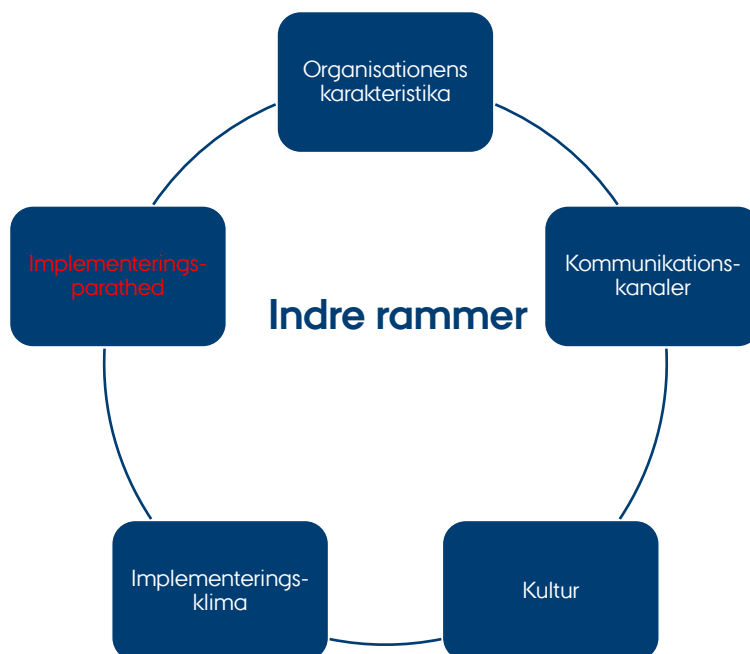 Organisationens
karakteristika
Implementerings-
parathed
Kommunikations-
kanaler
Indre rammer
Implementerings-
klima
Kultur